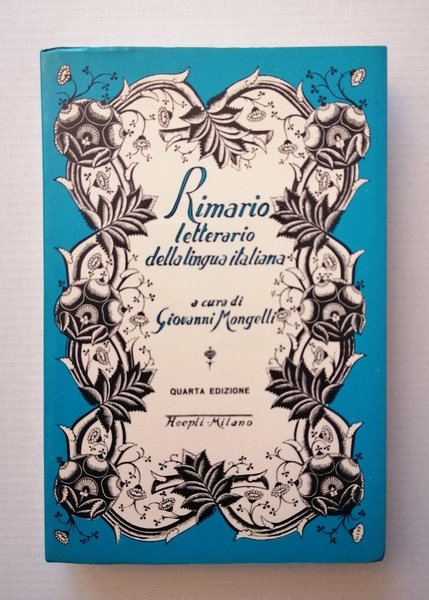 Rimario
letterario
della lingua italiana
a cura di
Giovanni Mongelli
QUARTA EDIZIONE
Hoepli - Milano